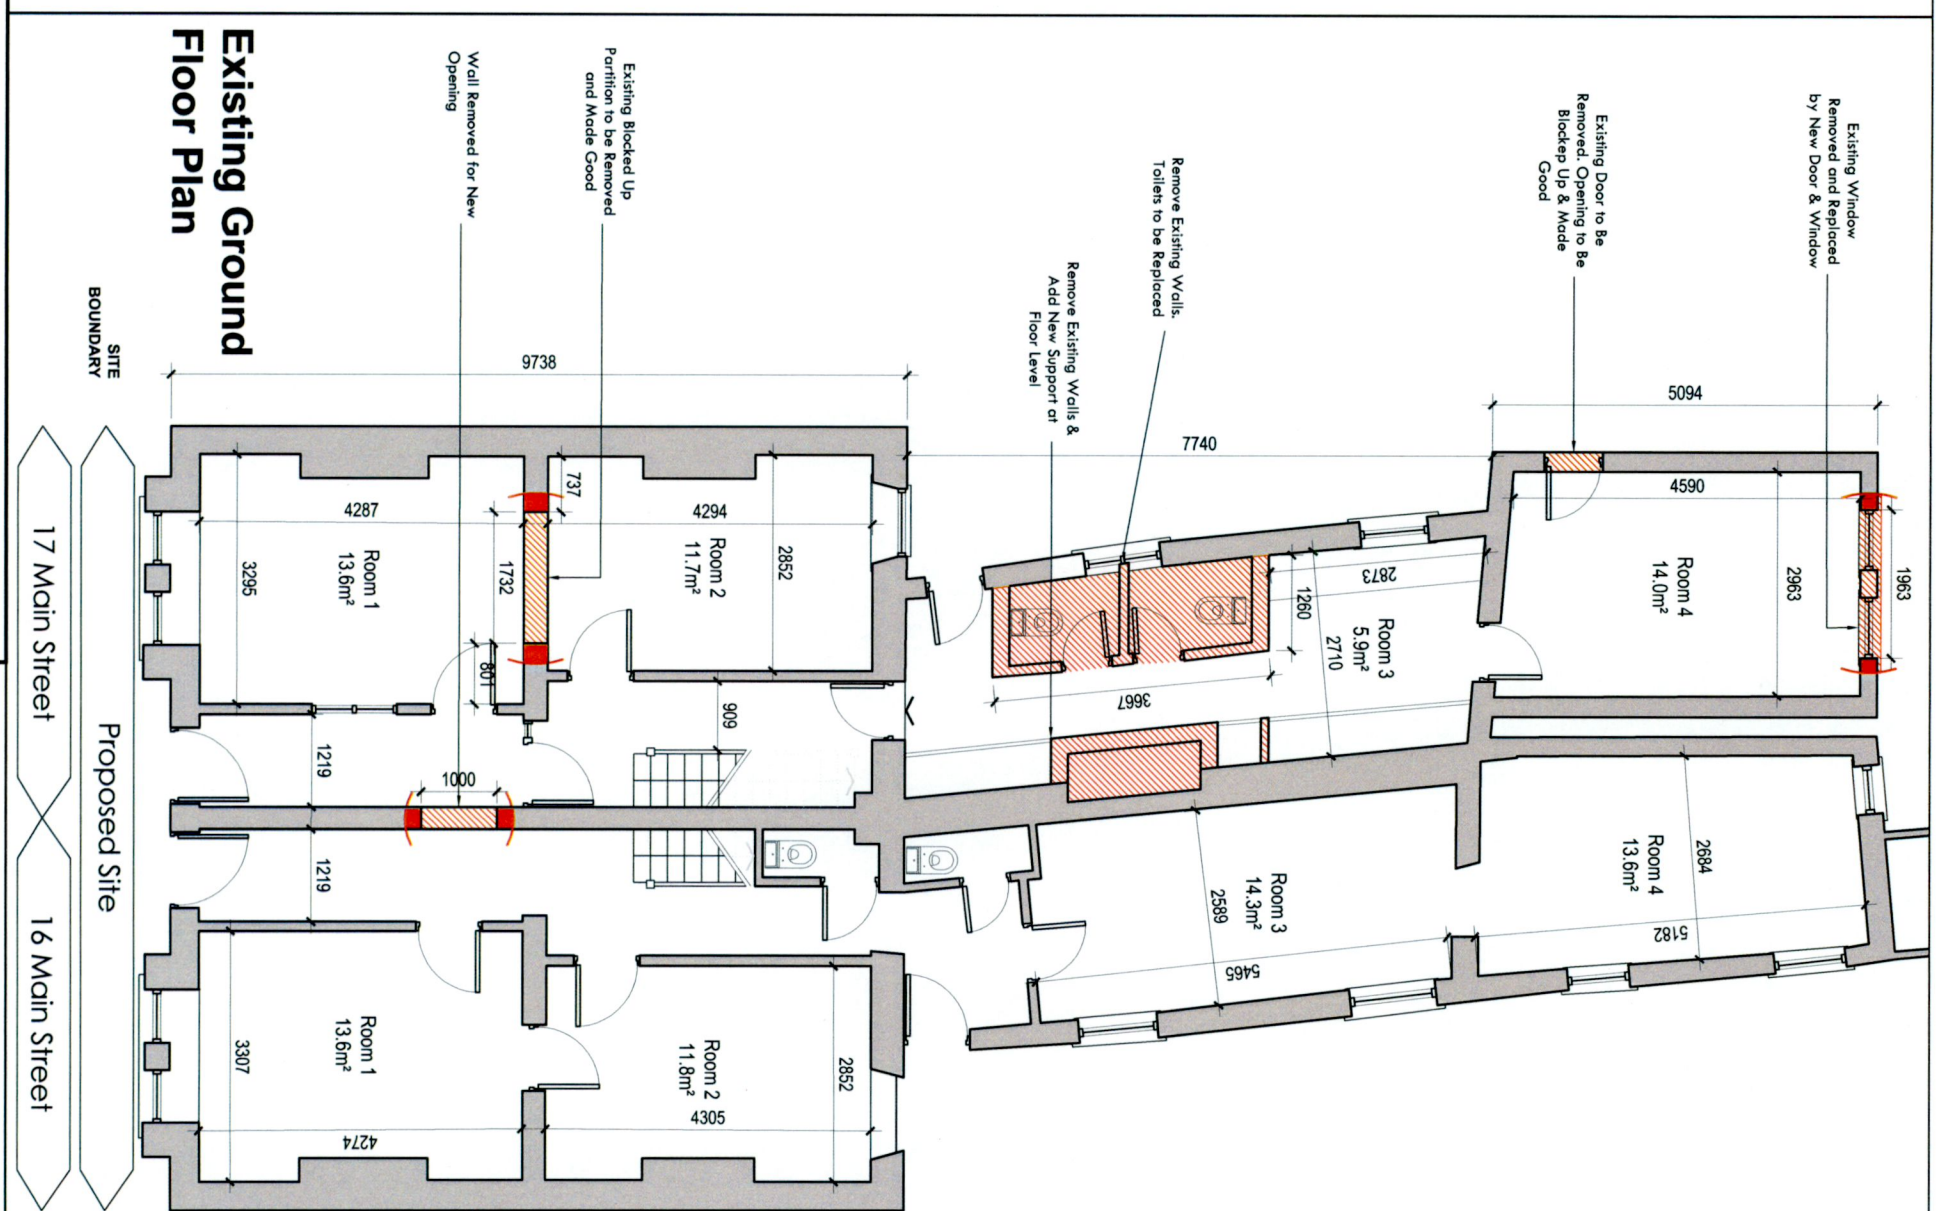 Existing Ground
Floor Plan
Wall Removed for New
Opening
Existing Blocked Up
Partition to be Removed
and Made Good
Remove Existing Walls &
Add New Support at
Floor Level
Remove Existing Walls.
Toilets to be Replaced
Existing Door to Be
Removed. Opening to Be
Blockep Up & Made
Good
Existing Window
Removed and Replaced
by New Door & Window
SITE
BOUNDARY
17 Main Street
16 Main Street
Proposed Site
9738
7740
5094
4287
3295
Room 1
13.6m²
1732
801
737
4294
Room 2
11.7m²
2852
909
1219
1000
1219
3667
1260
2873
2710
Room 3
5.9m²
4590
Room 4
14.0m²
2963
1963
3307
Room 1
13.6m²
4274
Room 2
11.8m²
4305
2852
2589
Room 3
14.3m²
5465
Room 4
13.6m²
2684
5182